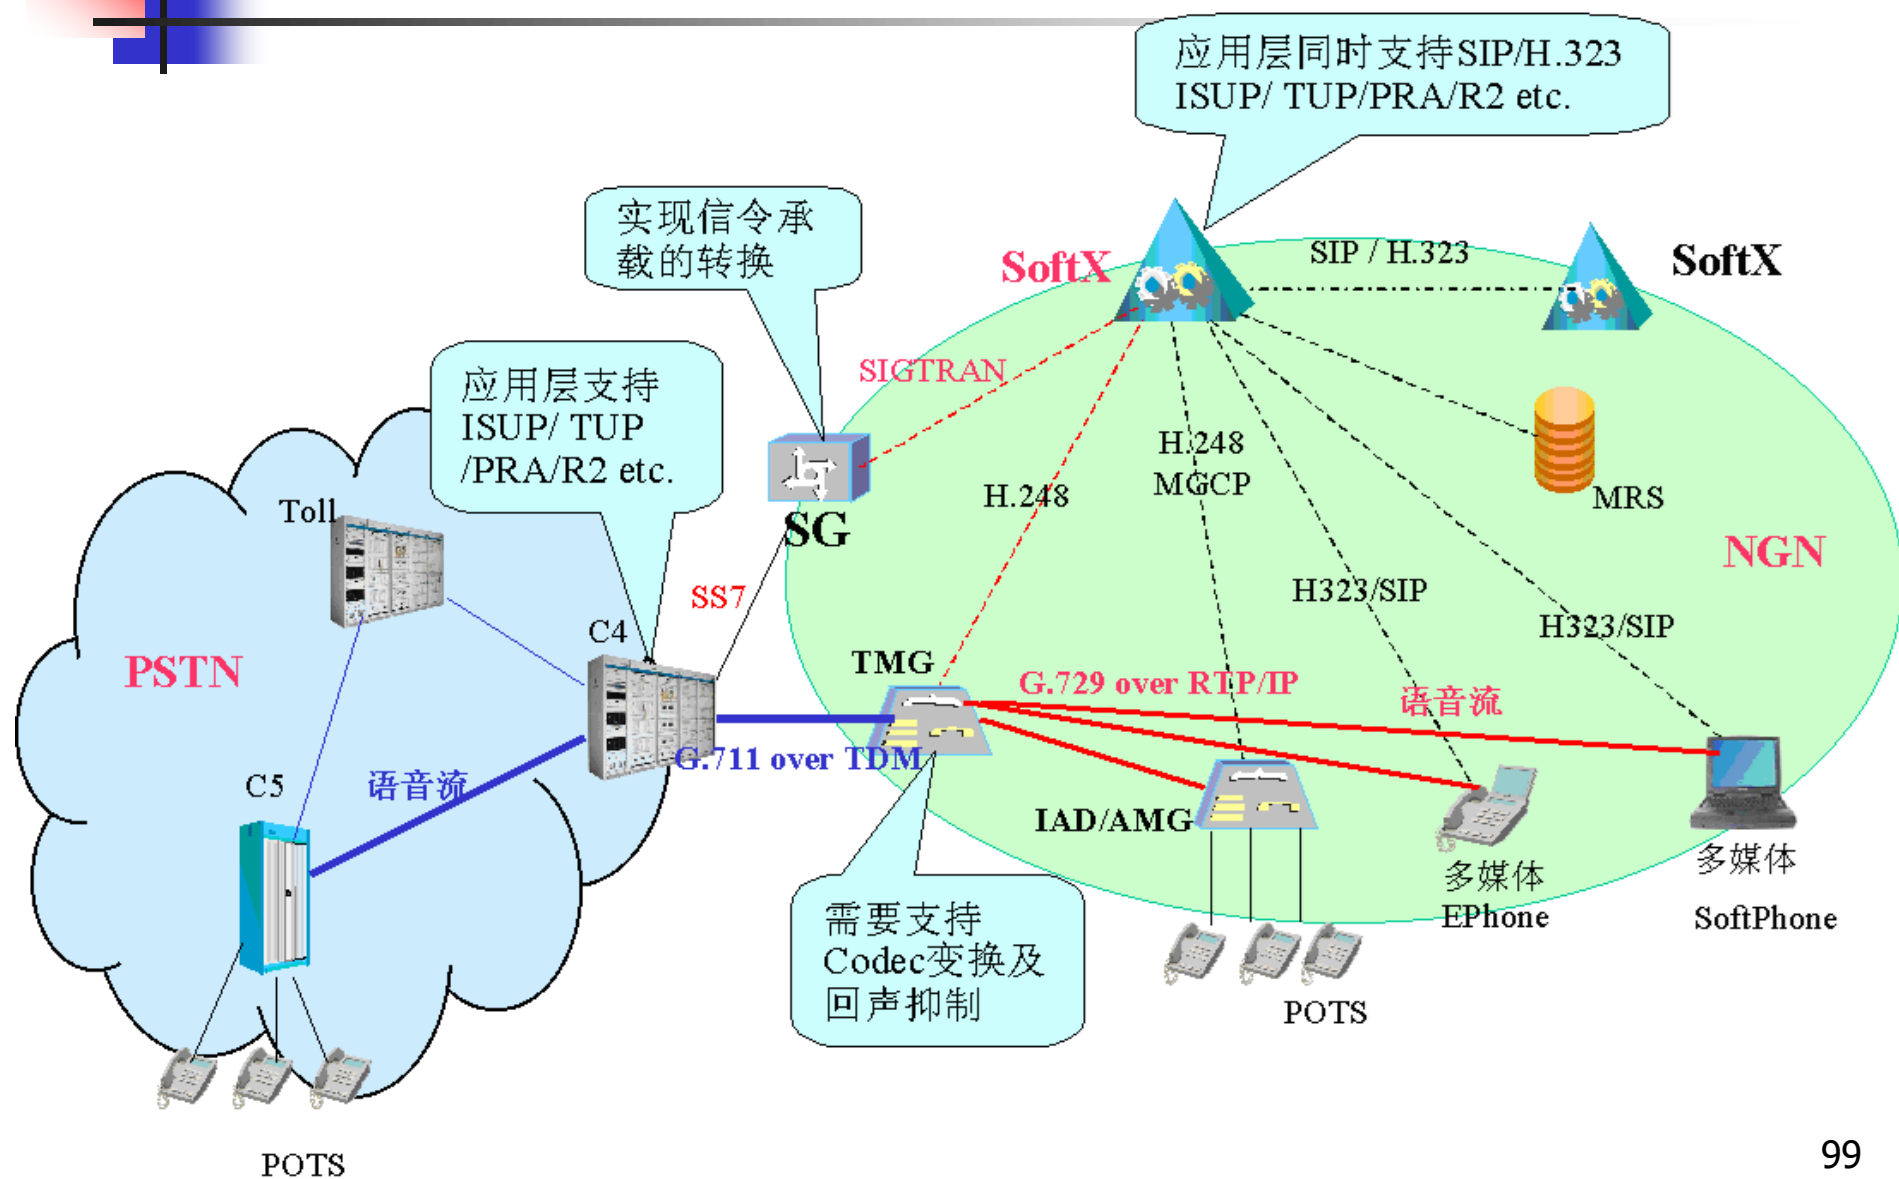 应用层同时支持SIP/H.323
ISUP/ TUP/PRA/R2 etc.
实现信令承
载的转换
SoftX
SIP / H.323
SoftX
应用层支持
ISUP/ TUP
/PRA/R2 etc.
SIGTRAN
H.248
MGCP
H.248
MRS
Toll
SG
NGN
SS7
H323/SIP
H323/SIP
C4
PSTN
TMG
G.729 over RTP/IP
语音流
G.711 over TDM
C5
语音流
IAD/AMG
多媒体
EPhone
多媒体
SoftPhone
需要支持
Codec变换及
回声抑制
POTS
POTS
99